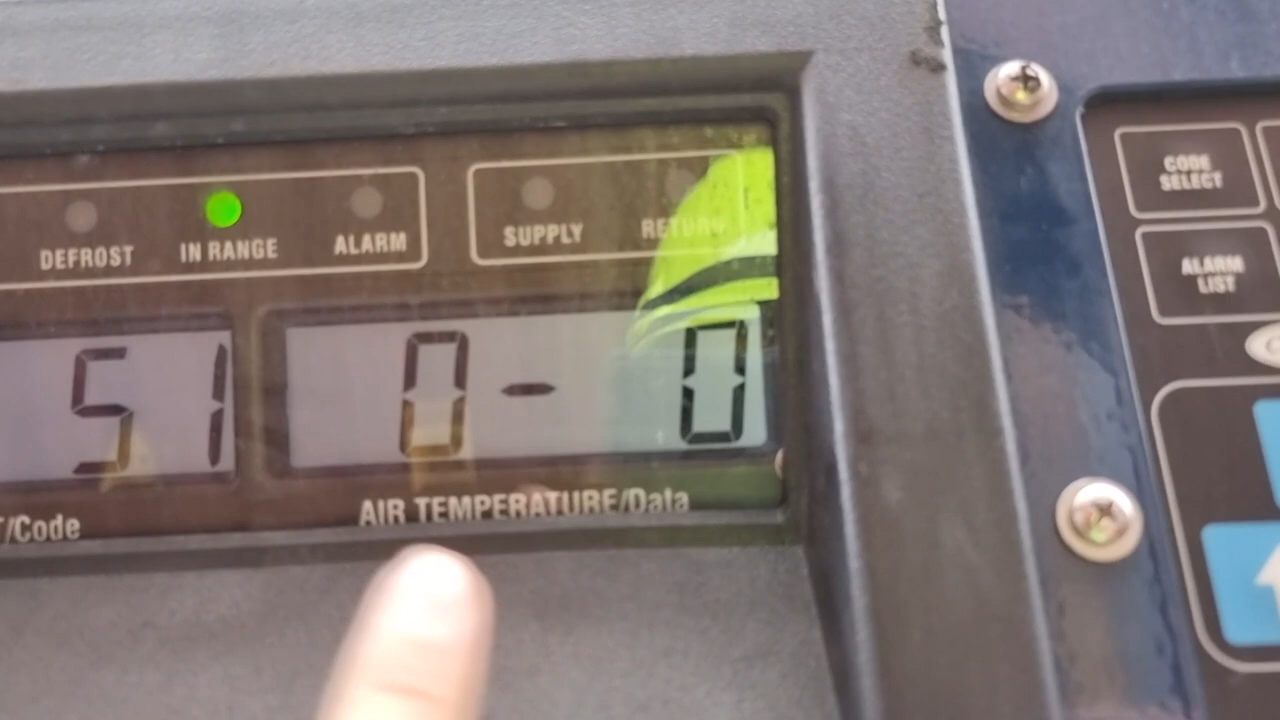 DEFROST IN RANGE ALARM
SUPPLY RETURN
51
0 - 0
T/Code
AIR TEMPERATURE/Data
CODE
SELECT
ALARM
LIST